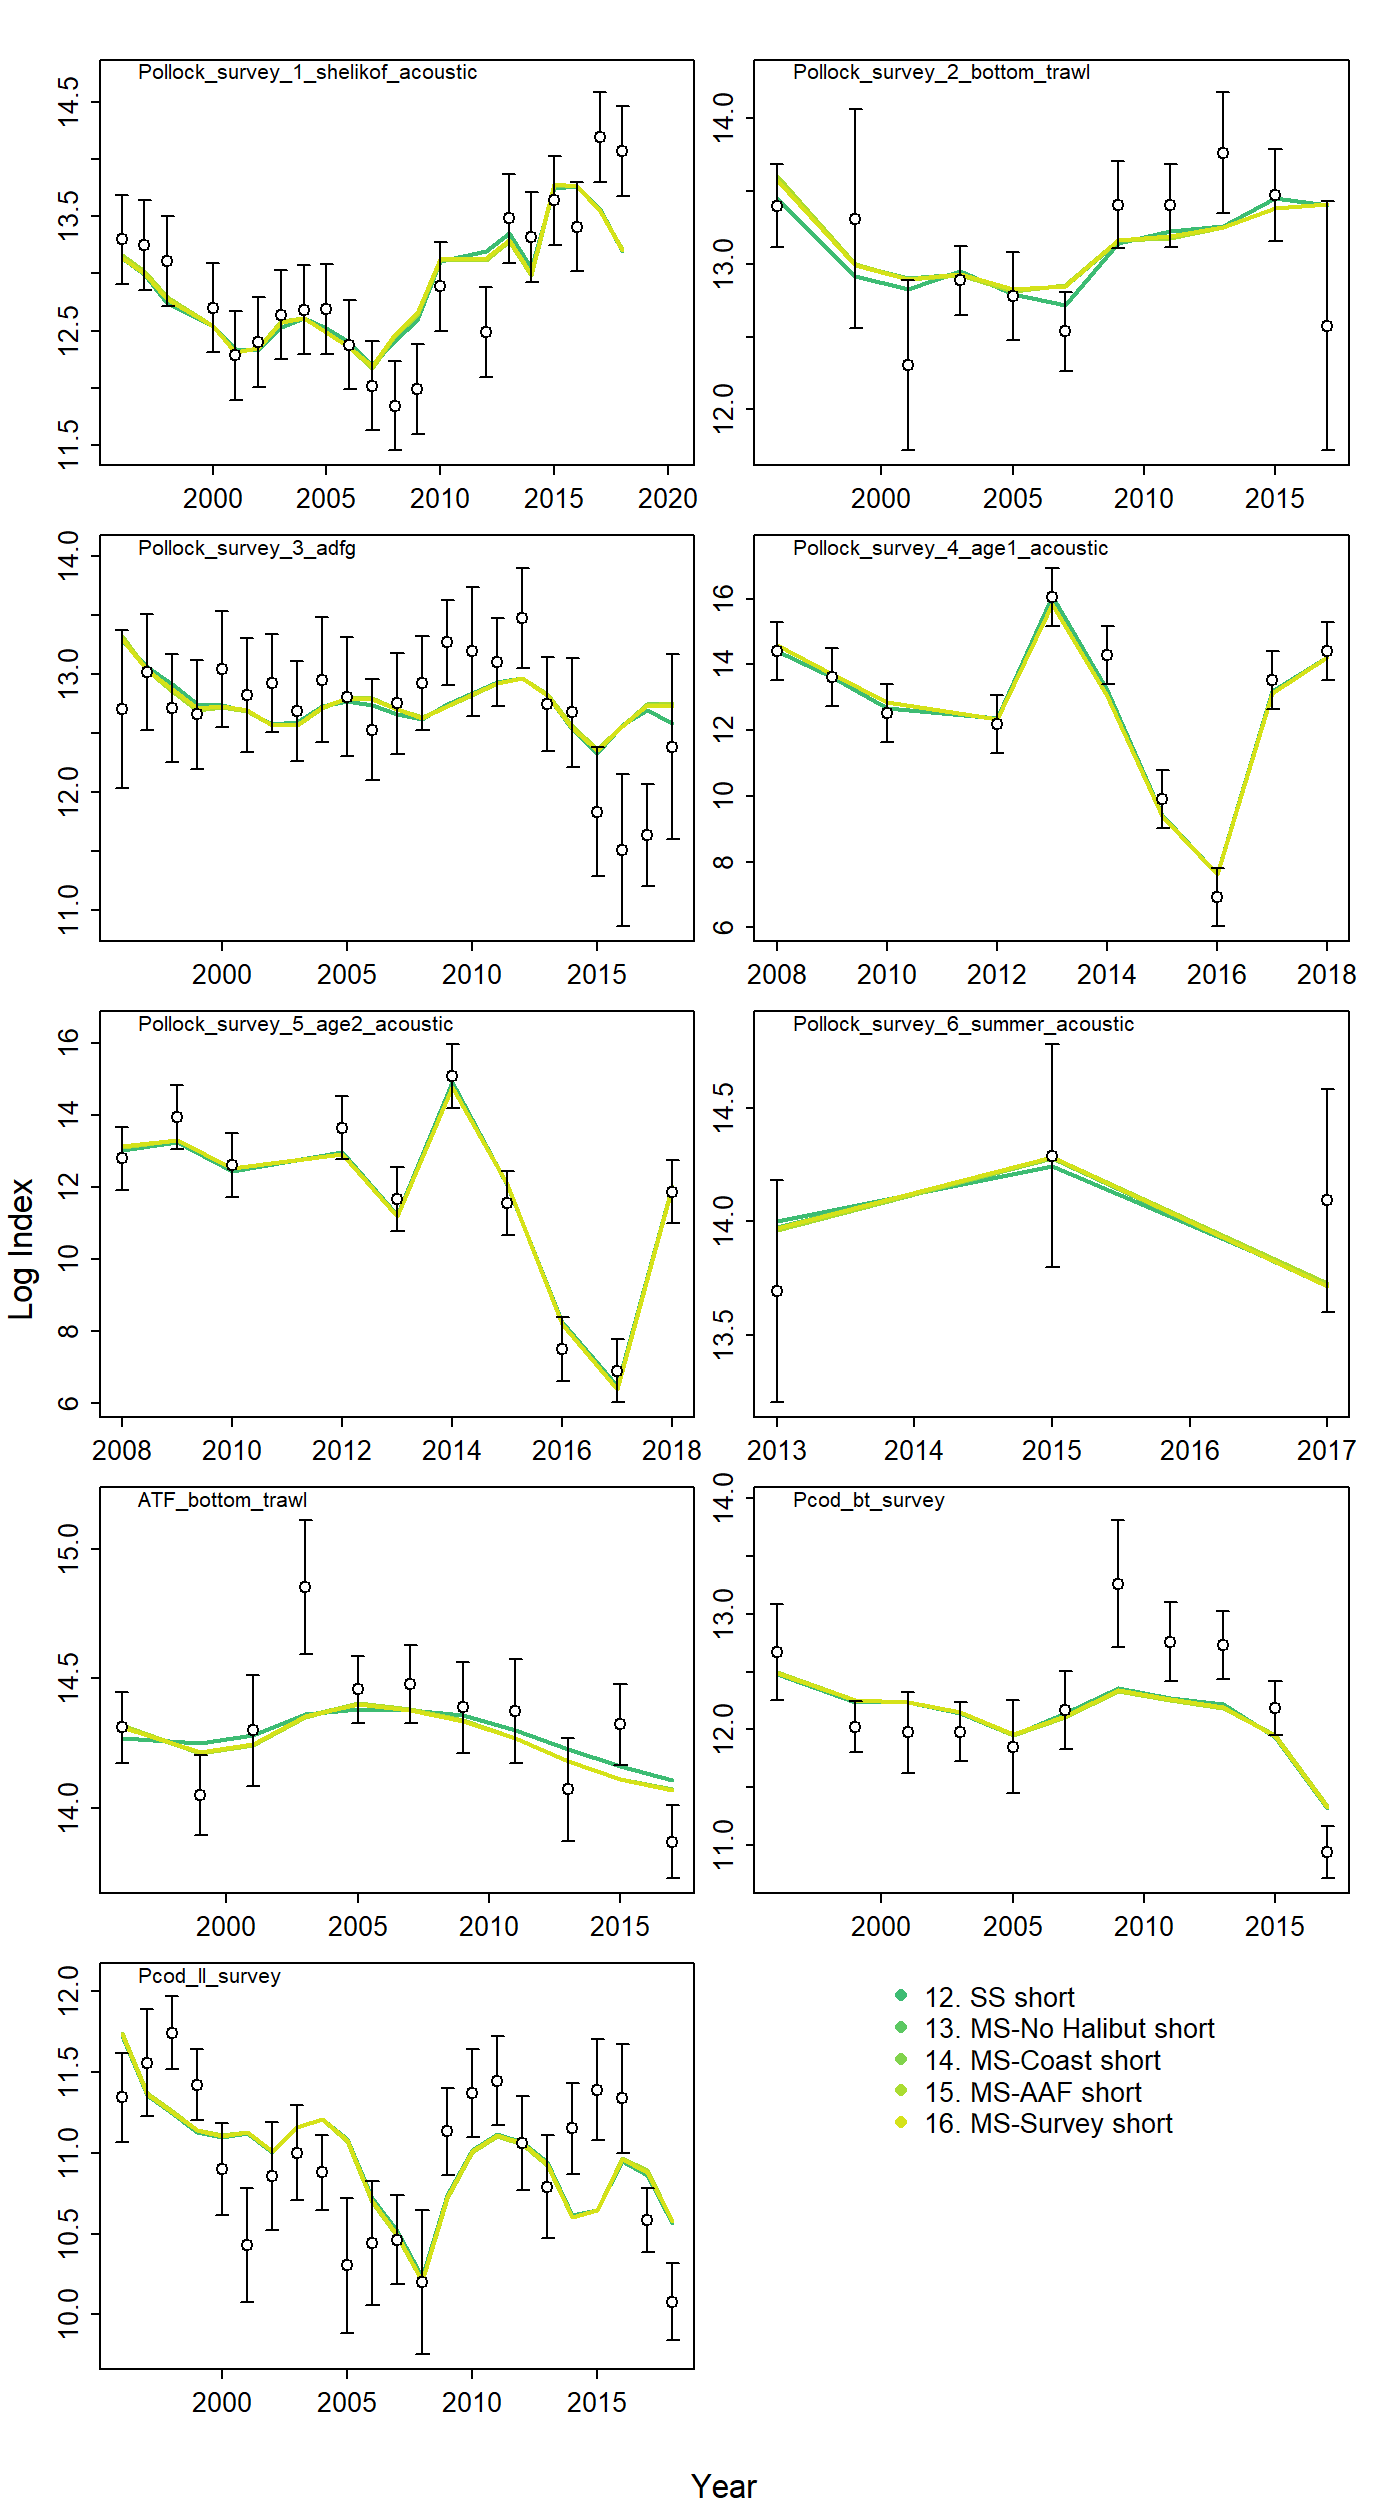 Pollock_survey_1_shelikof_acoustic
14.5
13.5
12.5
11.5
2000 2005 2010 2015 2020
Pollock_survey_2_bottom_trawl
14.0
13.0
12.0
2000 2005 2010 2015
Pollock_survey_3_adfg
14.0
13.0
12.0
11.0
2000 2005 2010 2015
Pollock_survey_4_age1_acoustic
16
14
12
10
8
6
2008 2010 2012 2014 2016 2018
Pollock_survey_5_age2_acoustic
16
14
12
10
8
6
2008 2010 2012 2014 2016 2018
Pollock_survey_6_summer_acoustic
14.5
14.0
13.5
2013 2014 2015 2016 2017
Log Index
ATF_bottom_trawl
15.0
14.5
14.0
2000 2005 2010 2015
Pcod_bt_survey
14.0
13.0
12.0
11.0
2000 2005 2010 2015
Pcod_ll_survey
12.0
11.5
11.0
10.5
10.0
2000 2005 2010 2015
12. SS short
13. MS-No Halibut short
14. MS-Coast short
15. MS-AAF short
16. MS-Survey short
Year